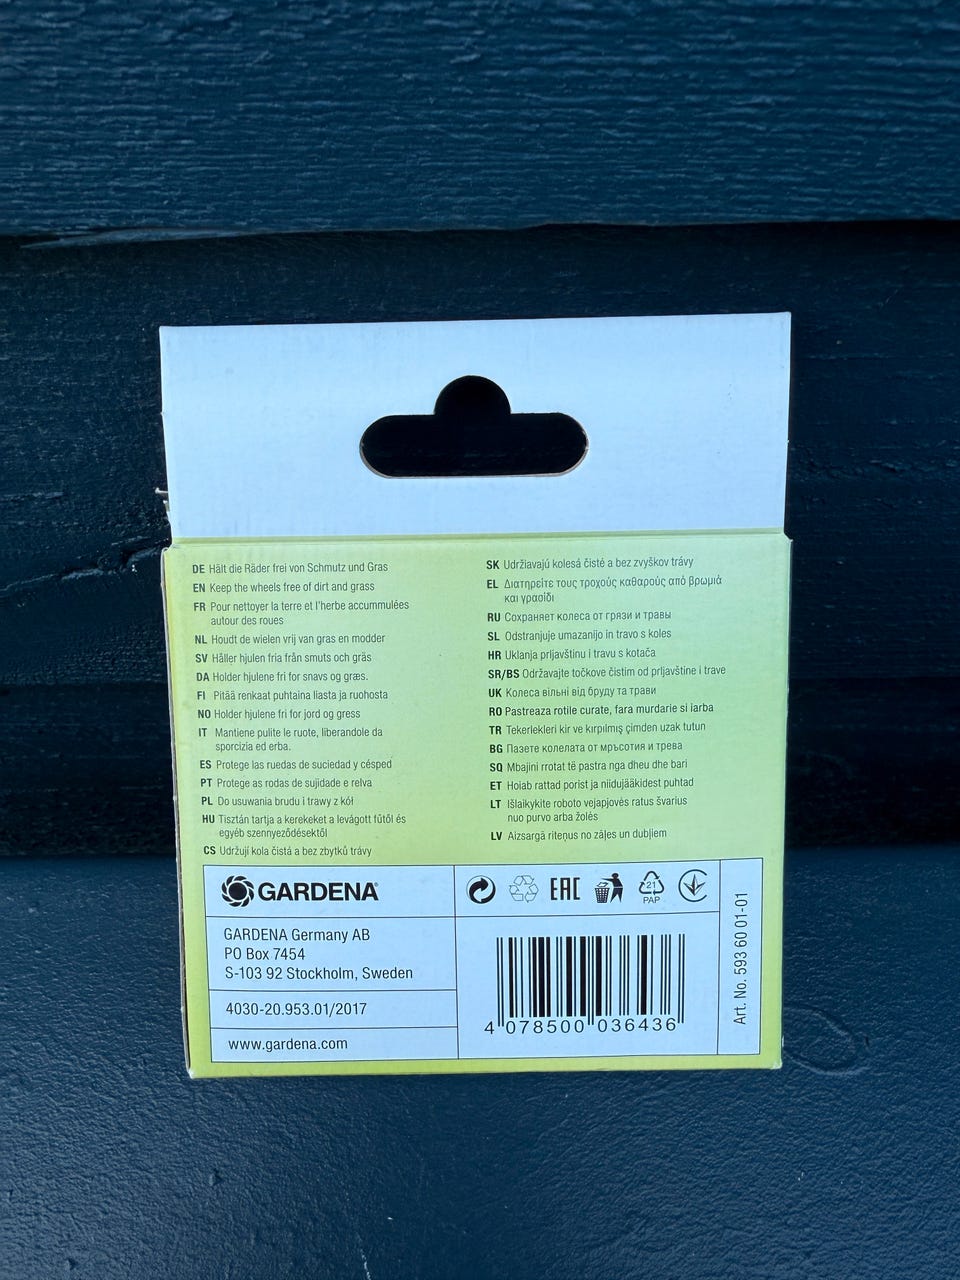 DE Hält die Räder frei von Schmutz und Gras
EN Keep the wheels free of dirt and grass
FR Pour nettoyer la terre et l'herbe accummulées
autour des roues
NL Houdt de wielen vrij van gras en modder
SV Håller hjulen fria från smuts och gräs
DA Holder hjulene fri for snavs og græs.
FI Pitää renkaat puhtaina liasta ja ruohosta
NO Holder hjulene fri for jord og gress
IT Mantiene pulite le ruote, liberandole da
sporcizia ed erba.
ES Protege las ruedas de suciedad y césped
PT Protege as rodas de sujidade e relva
PL Do usuwania brudu i trawy z kół
HU Tisztán tartja a kerekeket a levágott fűtől és
egyéb szennyeződésektől
CS Udržují kola čistá a bez zbytků trávy
SK Udržiavajú kolesá čisté a bez zvyškov trávy
EL Διατηρείτε τους τροχούς καθαρούς από βρωμιά
και γρασίδι
RU Сохраняет колеса от грязи и травы
SL Odstranjuje umazanijo in travo s koles
HR Uklanja prljavštinu i travu s kotača
SR/BS Održavajte točkove čistim od prljavštine i trave
UK Колеса вільні від бруду та трави
RO Pastreaza rotile curate, fara murdarie si iarba
TR Tekerlekleri kir ve kırpılmış çimden uzak tutun
BG Пазете колелата от мръсотия и трева
SQ Mbajini rrotat të pastra nga dheu dhe bari
ET Hoiab rattad porist ja niidujääkidest puhtad
LT Išlaikykite roboto vejapjovės ratus švarius
nuo purvo arba žolės
LV Aizsargā riteņus no zāles un dubļiem
GARDENA®
EAC
21
PAP
GARDENA Germany AB
PO Box 7454
S-103 92 Stockholm, Sweden
4030-20.953.01/2017
www.gardena.com
4 078500 036436
Art. No. 593 60 01-01